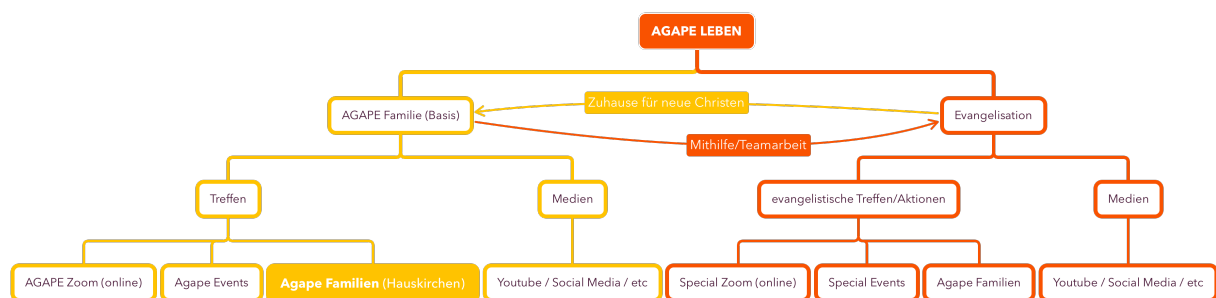 AGAPE LEBEN
Zuhause für neue Christen
AGAPE Familie (Basis)
Evangelisation
Mithilfe/Teamarbeit
Treffen
Medien
evangelistische Treffen/Aktionen
Medien
AGAPE Zoom (online)
Agape Events
Agape Familien (Hauskirchen)
Youtube / Social Media / etc
Special Zoom (online)
Special Events
Agape Familien
Youtube / Social Media / etc